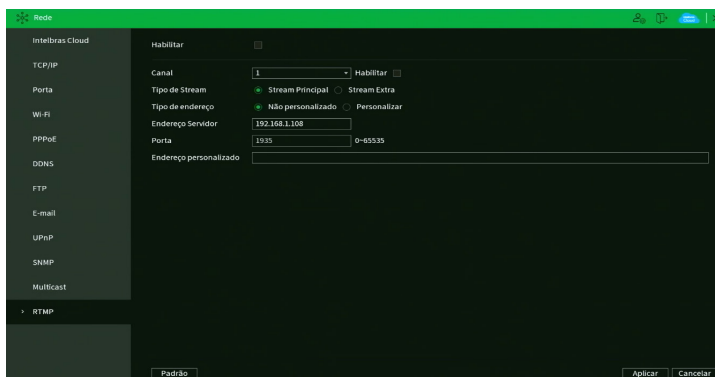 Rede
Intelbras Cloud
TCP/IP
Porta
Wi-Fi
PPPoE
DDNS
FTP
E-mail
UPnP
SNMP
Multicast
> RTMP
Habilitar
Canal 1 Habilitar
Tipo de Stream Stream Principal Stream Extra
Tipo de endereço Não personalizado Personalizar
Endereço Servidor 192.168.1.108
Porta 1935 0~65535
Endereço personalizado
Padrão Aplicar Cancelar